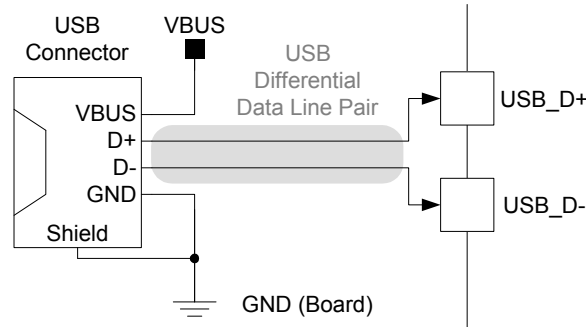 USB
Connector
VBUS
USB
Differential
Data Line Pair
VBUS
D+
D-
GND
Shield
USB_D+
USB_D-
GND (Board)